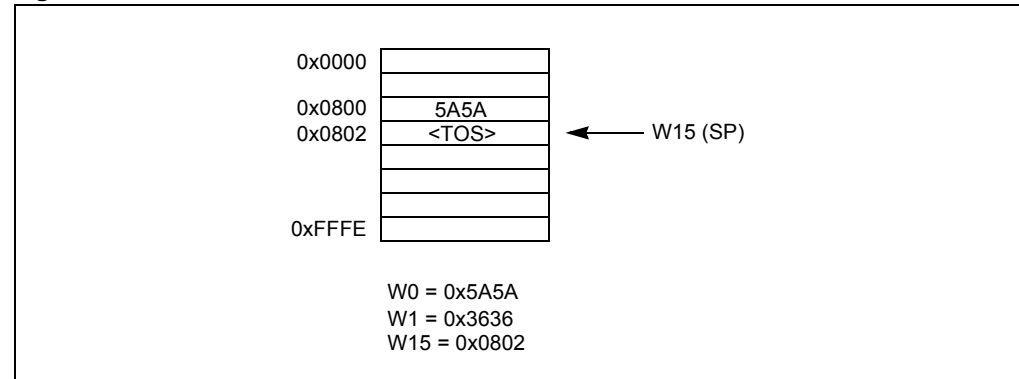 0x0000
0x0800 5A5A
0x0802 <TOS> W15 (SP)
0xFFFE
W0 = 0x5A5A
W1 = 0x3636
W15 = 0x0802